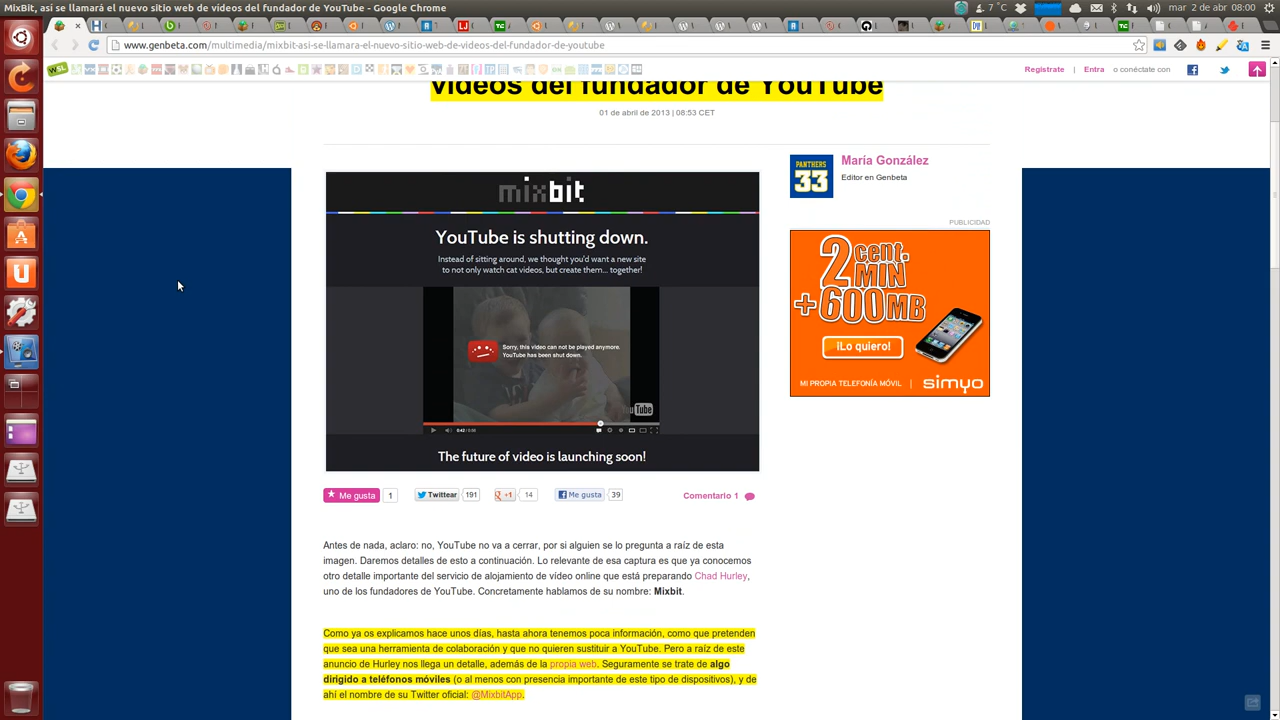 MixBit, así se llamara el nuevo sitio web de vídeos del fundador de YouTube - Google Chrome
7 °C
mar 2 de abr 08:00
www.genbeta.com/multimedia/mixbit-asi-se-llamara-el-nuevo-sitio-web-de-videos-del-fundador-de-youtube
WSL
Regístrate | Entra o conéctate con
vídeos del fundador de YouTube
01 de abril de 2013 | 08:53 CET
PANTHERS
33
María González
Editor en Genbeta
mixbit
YouTube is shutting down.
Instead of sitting around, we thought you'd want a new site
to not only watch cat videos, but create them... together!
Sorry, this video can not be played anymore.
YouTube has been shut down.
Tube
The future of video is launching soon!
PUBLICIDAD
2 cent.
MIN
+600MB
¡Lo quiero!
MI PROPIA TELEFONÍA MÓVIL | simyo
Me gusta 1 Twittear 191 +1 14 Me gusta 39 Comentario 1
Antes de nada, aclaro: no, YouTube no va a cerrar, por si alguien se lo pregunta a raíz de esta
imagen. Daremos detalles de esto a continuación. Lo relevante de esa captura es que ya conocemos
otro detalle importante del servicio de alojamiento de vídeo online que está preparando Chad Hurley,
uno de los fundadores de YouTube. Concretamente hablamos de su nombre: Mixbit.
Como ya os explicamos hace unos días, hasta ahora tenemos poca información, como que pretenden
que sea una herramienta de colaboración y que no quieren sustituir a YouTube. Pero a raíz de este
anuncio de Hurley nos llega un detalle, además de la propia web. Seguramente se trate de algo
dirigido a teléfonos móviles (o al menos con presencia importante de este tipo de dispositivos), y de
ahí el nombre de su Twitter oficial: @MixbitApp.